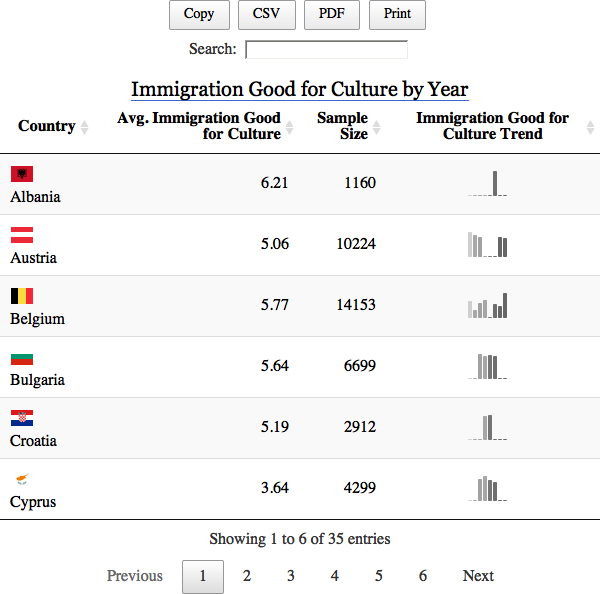 Copy CSV PDF Print
Search:
Immigration Good for Culture by Year
Country Avg. Immigration Good for Culture Sample Size Immigration Good for Culture Trend
Albania 6.21 1160
Austria 5.06 10224
Belgium 5.77 14153
Bulgaria 5.64 6699
Croatia 5.19 2912
Cyprus 3.64 4299
Showing 1 to 6 of 35 entries
Previous 1 2 3 4 5 6 Next